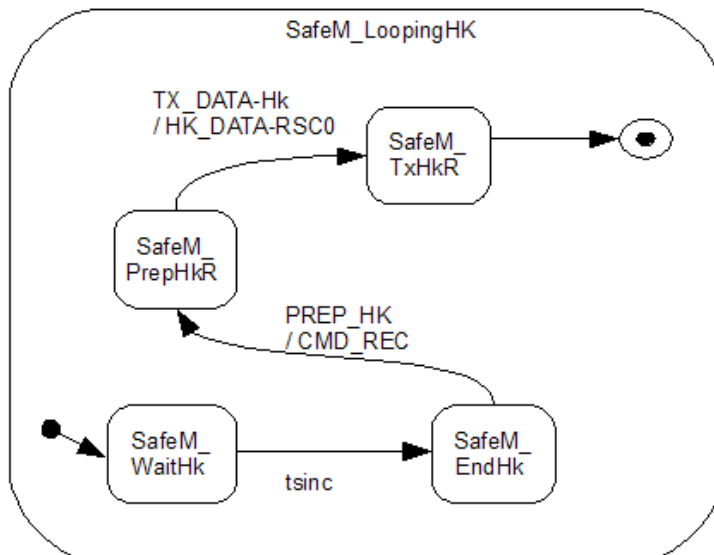 SafeM_LoopingHK
TX_DATA-Hk
/ HK_DATA-RSC0
SafeM_
TxHkR
SafeM_
PrepHkR
PREP_HK
/ CMD_REC
SafeM_
WaitHk
tsinc
SafeM_
EndHk